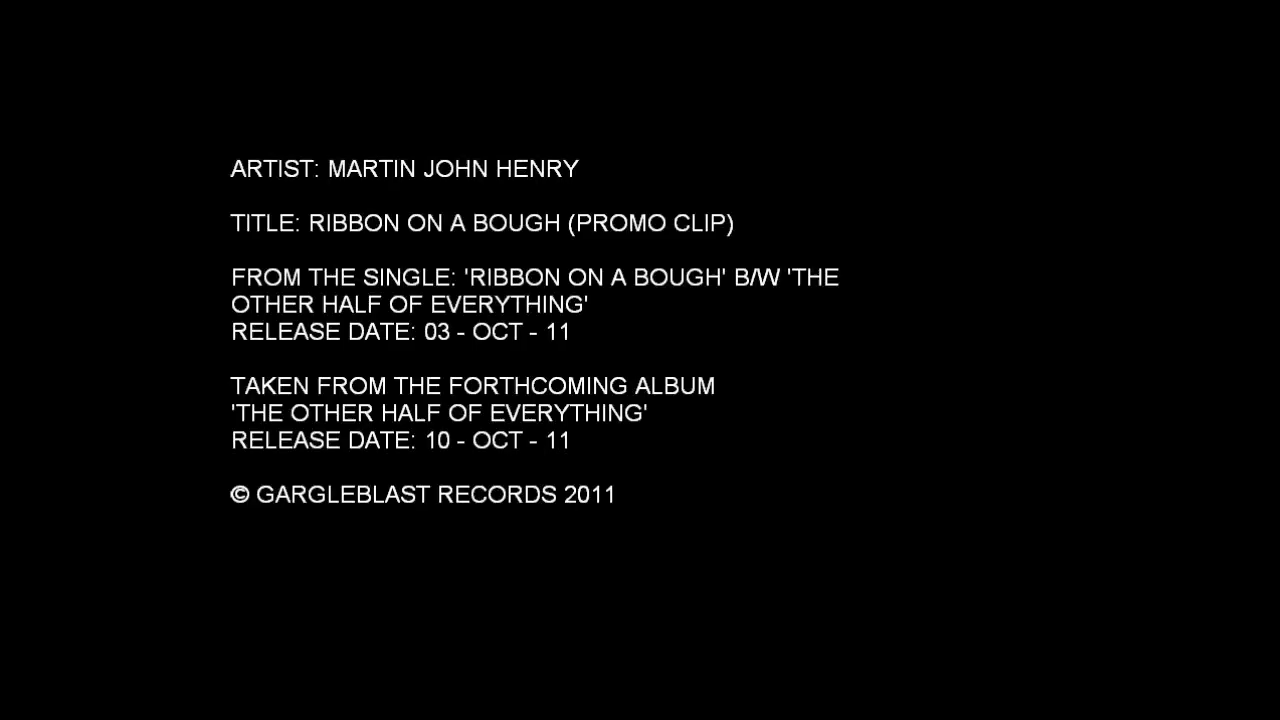 ARTIST: MARTIN JOHN HENRY
TITLE: RIBBON ON A BOUGH (PROMO CLIP)
FROM THE SINGLE: 'RIBBON ON A BOUGH' B/W 'THE
OTHER HALF OF EVERYTHING'
RELEASE DATE: 03 - OCT - 11
TAKEN FROM THE FORTHCOMING ALBUM
'THE OTHER HALF OF EVERYTHING'
RELEASE DATE: 10 - OCT - 11
© GARGLEBLAST RECORDS 2011